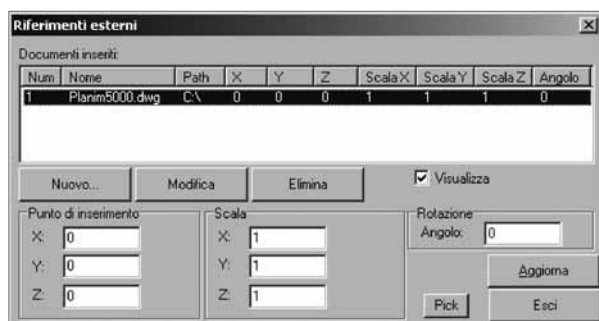 Riferimenti esterni
Documenti inseriti:
Num Nome Path X Y Z Scala X Scala Y Scala Z Angolo
1 Planim5000.dwg C:\ 0 0 0 1 1 1 0
Nuovo... Modifica Elimina Visualizza
Punto di inserimento Scala Rotazione
X: 0 X: 1 Angolo: 0
Y: 0 Y: 1 Aggiorna
Z: 0 Z: 1 Pick Esci